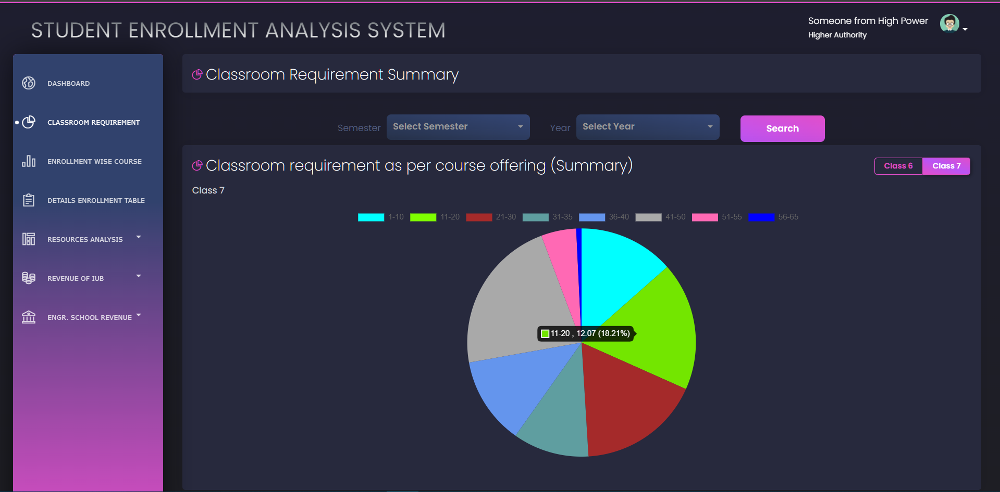 STUDENT ENROLLMENT ANALYSIS SYSTEM
Someone from High Power
Higher Authority
DASHBOARD
CLASSROOM REQUIREMENT
ENROLLMENT WISE COURSE
DETAILS ENROLLMENT TABLE
RESOURCES ANALYSIS
REVENUE OF IUB
ENGR. SCHOOL REVENUE
Classroom Requirement Summary
Semester Select Semester Year Select Year Search
Classroom requirement as per course offering (Summary) Class 6 Class 7
Class 7
1-10 11-20 21-30 31-35 36-40 41-50 51-55 56-65
11-20 , 12.07 (18.21%)